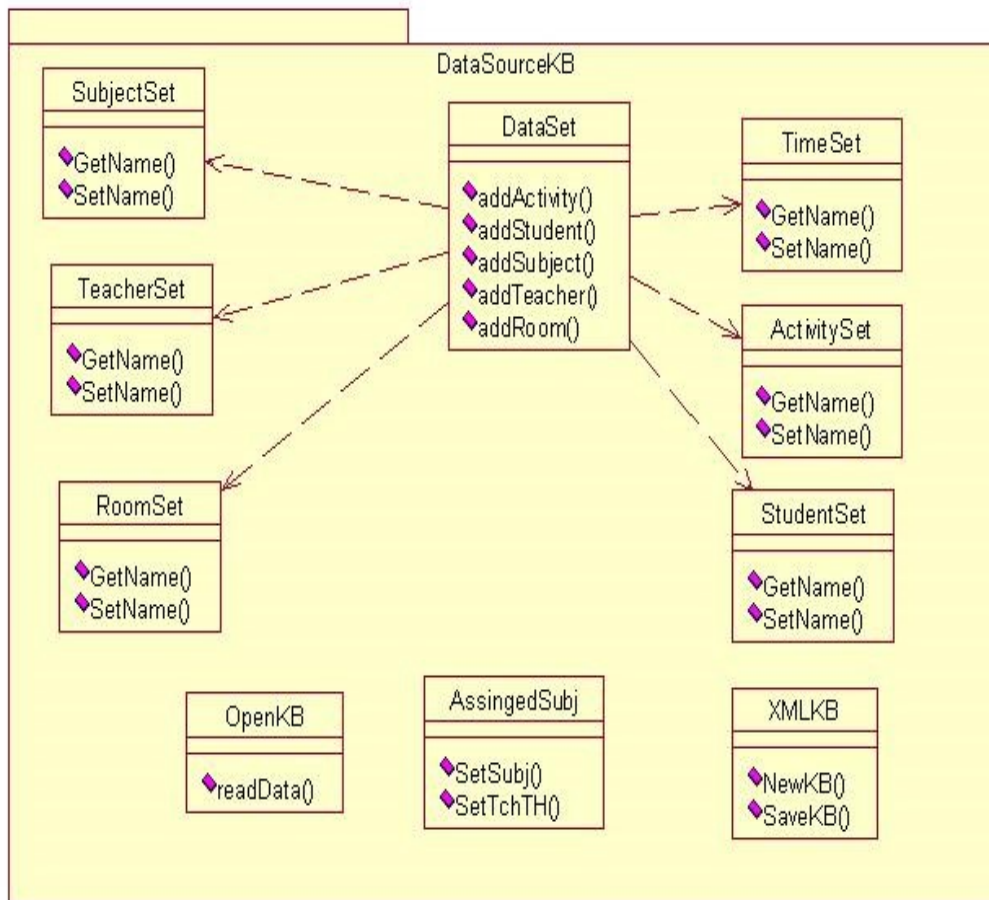 DataSourceKB
SubjectSet
GetName()
SetName()
DataSet
addActivity()
addStudent()
addSubject()
addTeacher()
addRoom()
TimeSet
GetName()
SetName()
TeacherSet
GetName()
SetName()
ActivitySet
GetName()
SetName()
RoomSet
GetName()
SetName()
StudentSet
GetName()
SetName()
OpenKB
readData()
AssingedSubj
SetSubj()
SetTchTH()
XMLKB
NewKB()
SaveKB()